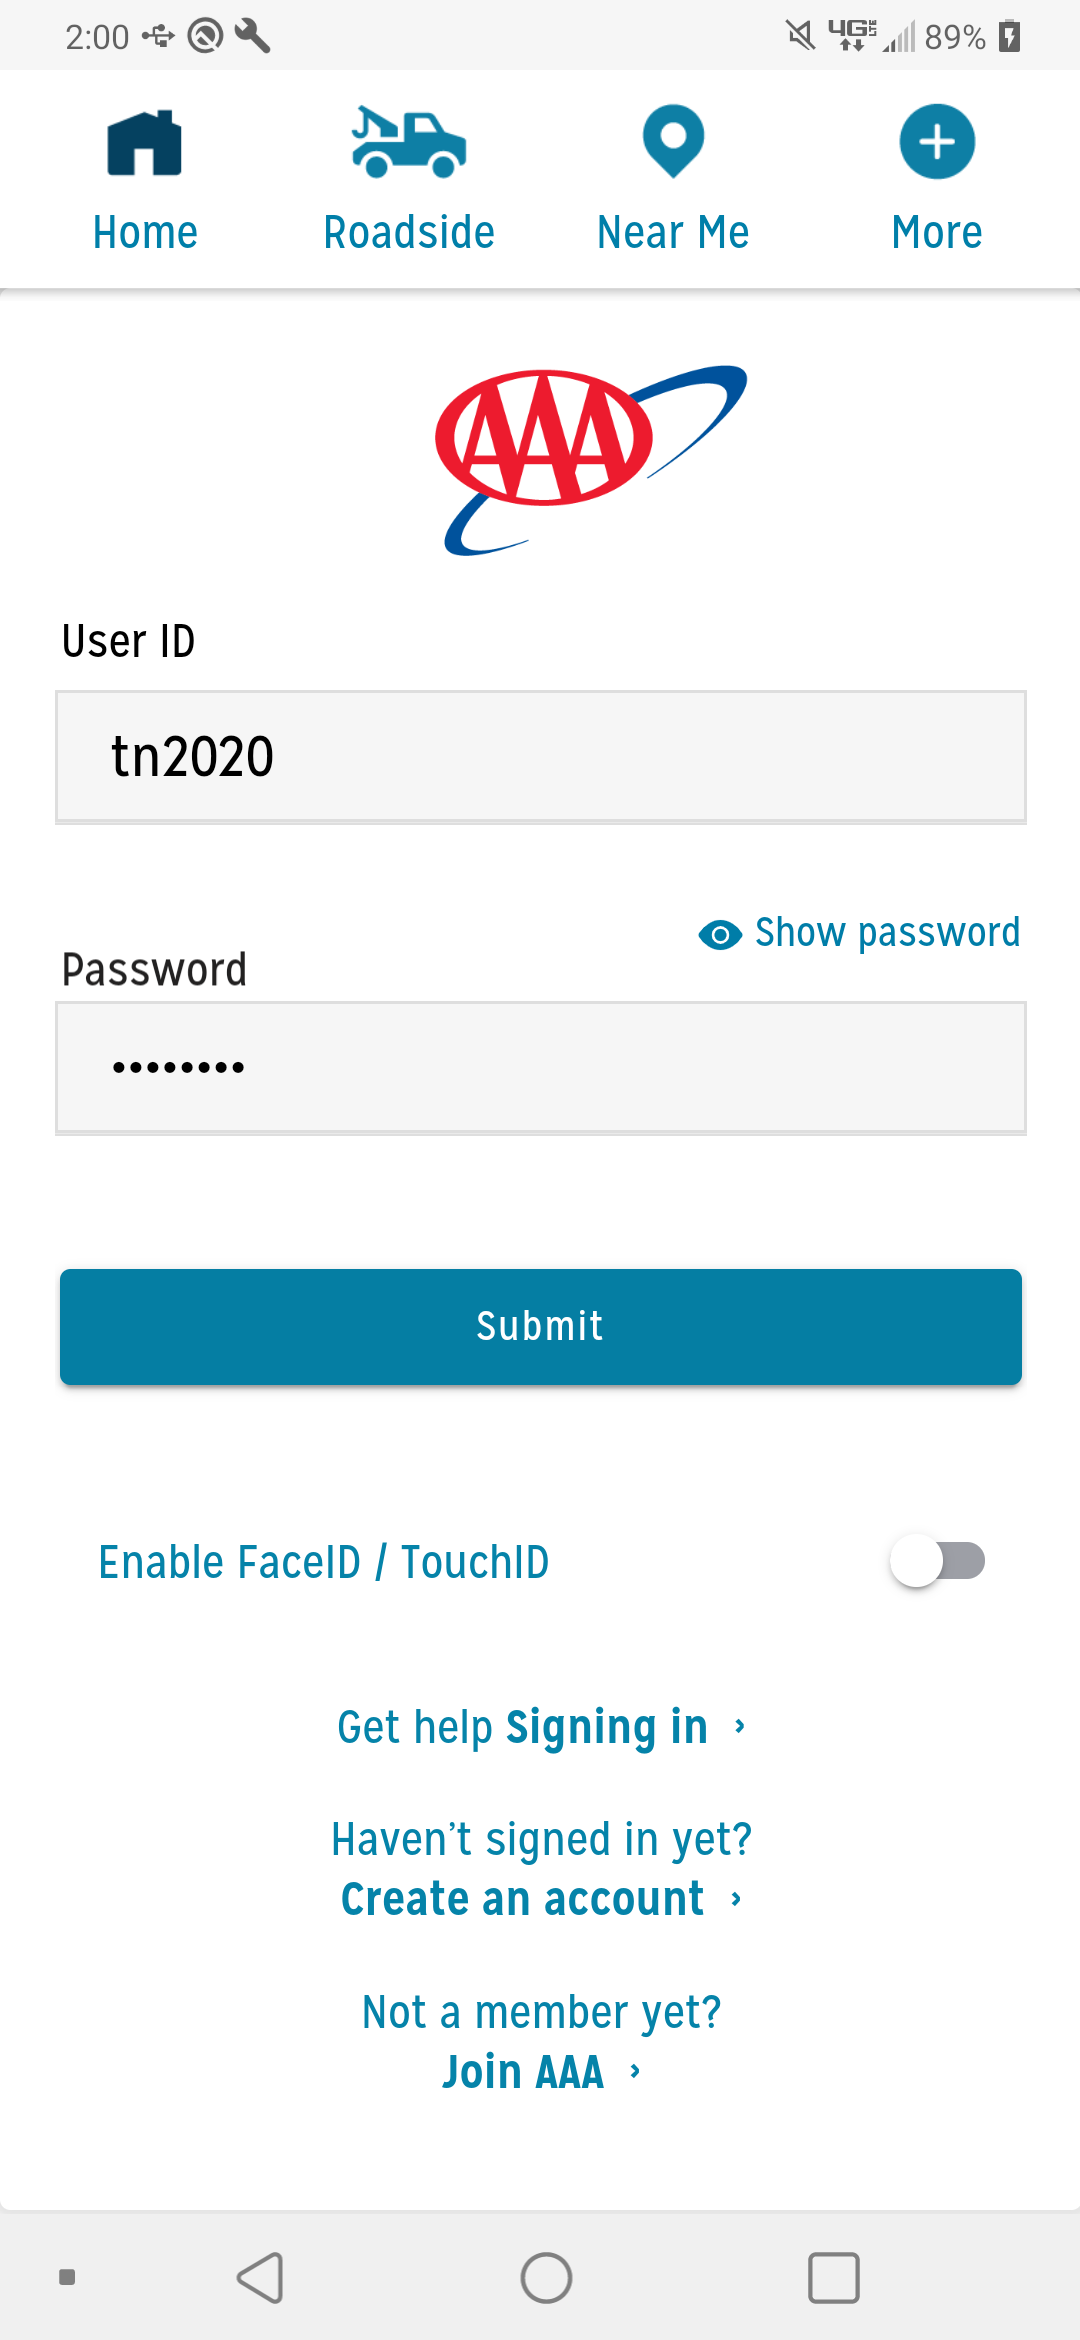 2:00 4G LTE 89%
Home Roadside Near Me More
AAA
User ID
tn2020
Show password
Password
••••••••
Submit
Enable FaceID / TouchID
Get help Signing in ›
Haven’t signed in yet?
Create an account ›
Not a member yet?
Join AAA ›